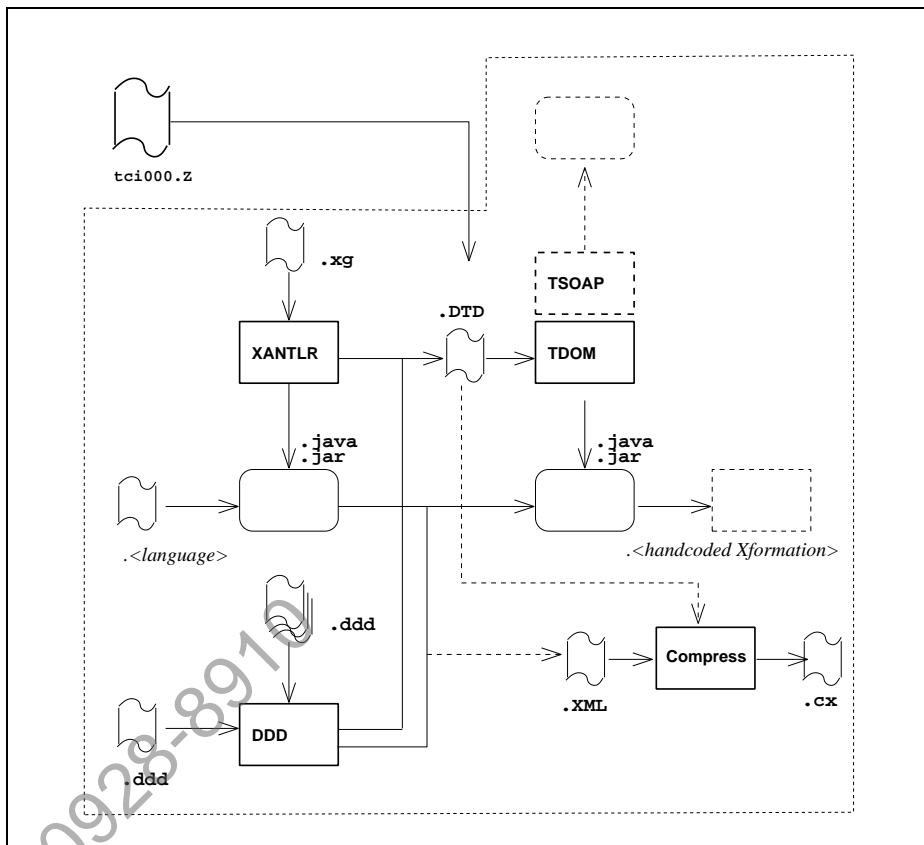 tci000.Z
.xg
TSOAP
.DTD
XANTLR
TDOM
.java
.jar
.java
.jar
.<language>
.<handcoded Xformation>
.ddd
Compress
.XML
.cx
DDD
.ddd
0928-8910